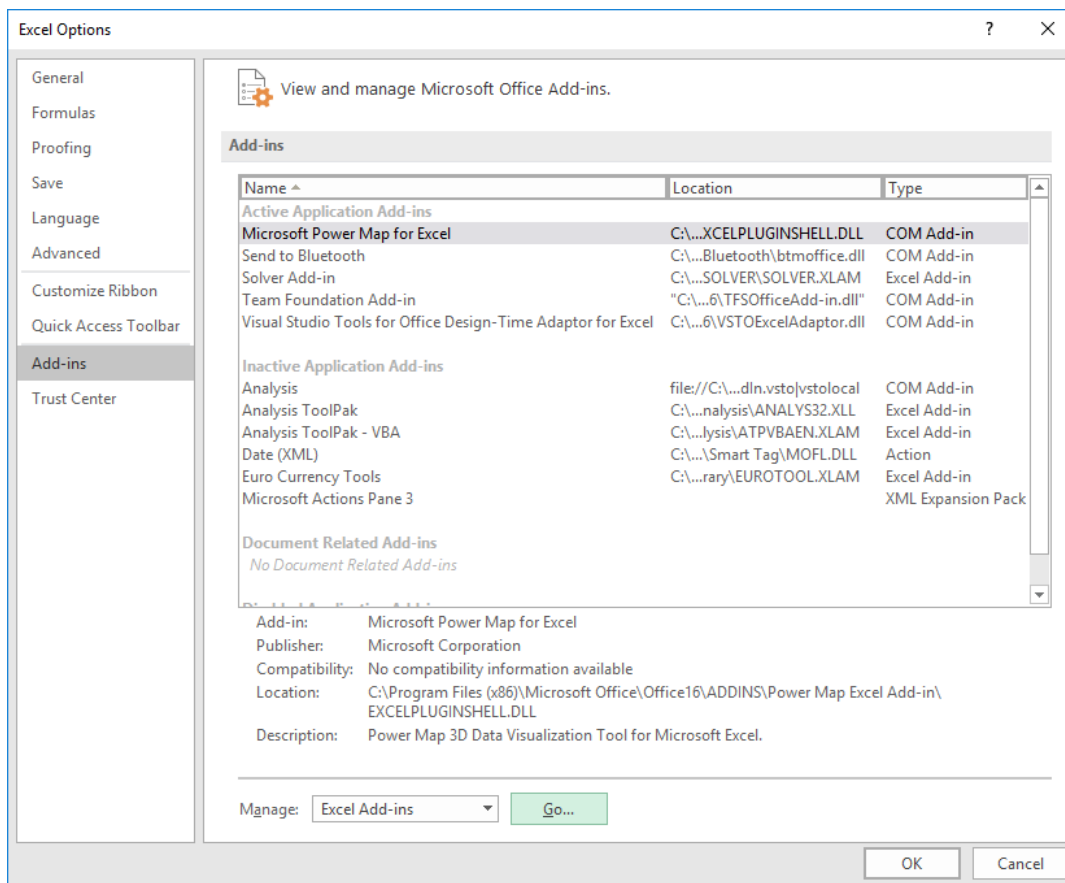 Excel Options ?
General
Formulas
Proofing
Save
Language
Advanced
Customize Ribbon
Quick Access Toolbar
Add-ins
Trust Center
View and manage Microsoft Office Add-ins.
Add-ins
Name Location Type
Active Application Add-ins
Microsoft Power Map for Excel C:\...XCELPLUGINSHELL.DLL COM Add-in
Send to Bluetooth C:\...Bluetooth\btmoffice.dll COM Add-in
Solver Add-in C:\...SOLVER\SOLVER.XLAM Excel Add-in
Team Foundation Add-in "C:\...6\TFSOfficeAdd-in.dll" COM Add-in
Visual Studio Tools for Office Design-Time Adaptor for Excel C:\...6\VSTOExcelAdaptor.dll COM Add-in
Inactive Application Add-ins
Analysis file://C:\...dln.vsto|vstolocal COM Add-in
Analysis ToolPak C:\...nalysis\ANALYS32.XLL Excel Add-in
Analysis ToolPak - VBA C:\...lysis\ATPVBAEN.XLAM Excel Add-in
Date (XML) C:\...\Smart Tag\MOFL.DLL Action
Euro Currency Tools C:\...rary\EUROTOOL.XLAM Excel Add-in
Microsoft Actions Pane 3 XML Expansion Pack
Document Related Add-ins
No Document Related Add-ins
Add-in: Microsoft Power Map for Excel
Publisher: Microsoft Corporation
Compatibility: No compatibility information available
Location: C:\Program Files (x86)\Microsoft Office\Office16\ADDINS\Power Map Excel Add-in\
EXCELPLUGINSHELL.DLL
Description: Power Map 3D Data Visualization Tool for Microsoft Excel.
Manage: Excel Add-ins Go...
OK Cancel